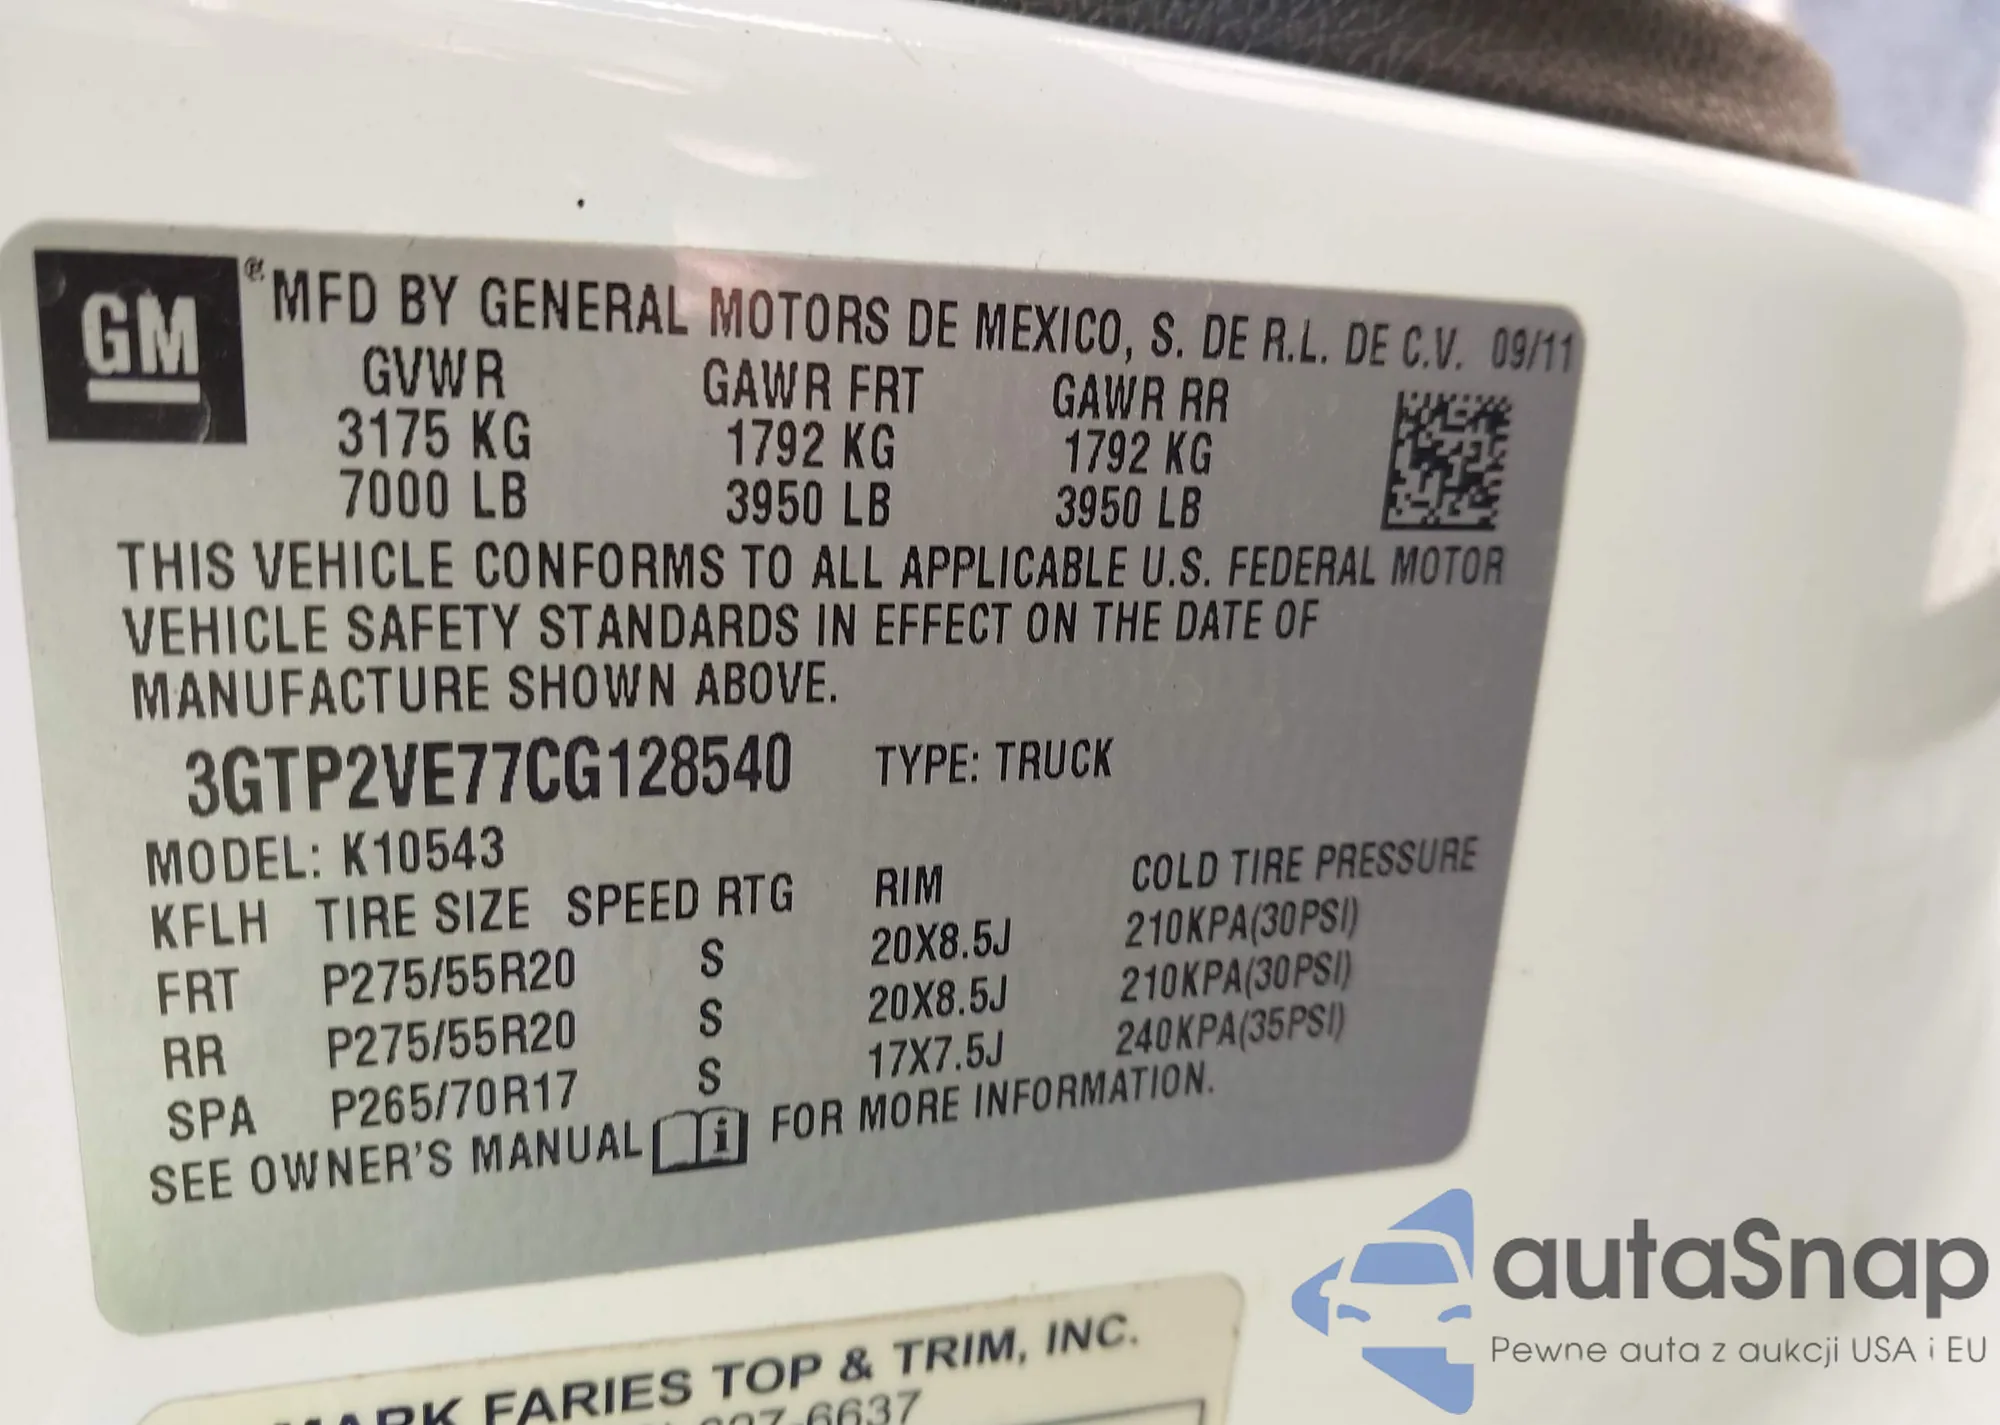 GM ® MFD BY GENERAL MOTORS DE MEXICO, S. DE R.L. DE C.V. 09/11
GVWR GAWR FRT GAWR RR
3175 KG 1792 KG 1792 KG
7000 LB 3950 LB 3950 LB
THIS VEHICLE CONFORMS TO ALL APPLICABLE U.S. FEDERAL MOTOR
VEHICLE SAFETY STANDARDS IN EFFECT ON THE DATE OF
MANUFACTURE SHOWN ABOVE.
3GTP2VE77CG128540 TYPE: TRUCK
MODEL: K10543
KFLH TIRE SIZE SPEED RTG RIM COLD TIRE PRESSURE
FRT P275/55R20 S 20X8.5J 210KPA(30PSI)
RR P275/55R20 S 20X8.5J 210KPA(30PSI)
SPA P265/70R17 S 17X7.5J 240KPA(35PSI)
SEE OWNER'S MANUAL i FOR MORE INFORMATION.
MARK FARIES TOP & TRIM, INC.
6637
autaSnap
Pewne auta z aukcji USA i EU